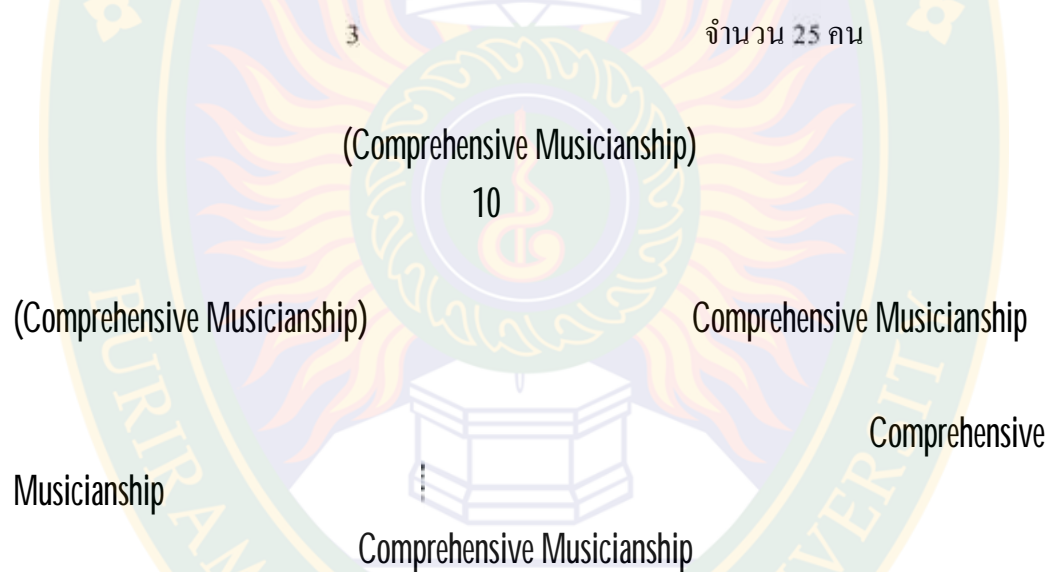 3 จำนวน 25 คน
(Comprehensive Musicianship)
10
(Comprehensive Musicianship) Comprehensive Musicianship
Comprehensive
Musicianship
Comprehensive Musicianship